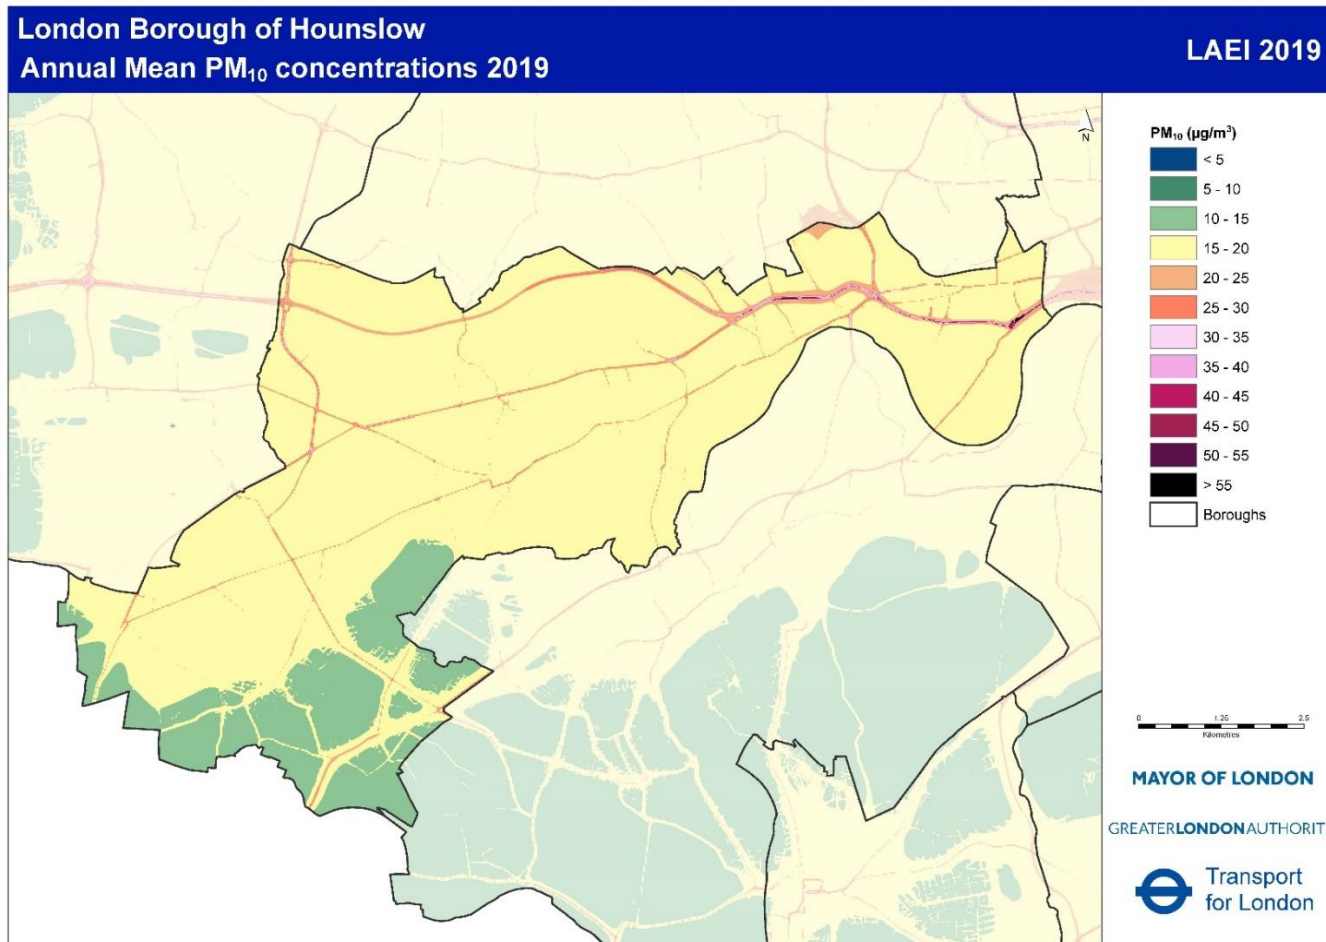 London Borough of Hounslow
Annual Mean PM₁₀ concentrations 2019
LAEI 2019
N
PM₁₀ (µg/m³)
< 5
5 - 10
10 - 15
15 - 20
20 - 25
25 - 30
30 - 35
35 - 40
40 - 45
45 - 50
50 - 55
> 55
Boroughs
0 1.25 2.5
Kilometres
MAYOR OF LONDON
GREATERLONDONAUTHORIT
Transport
for London